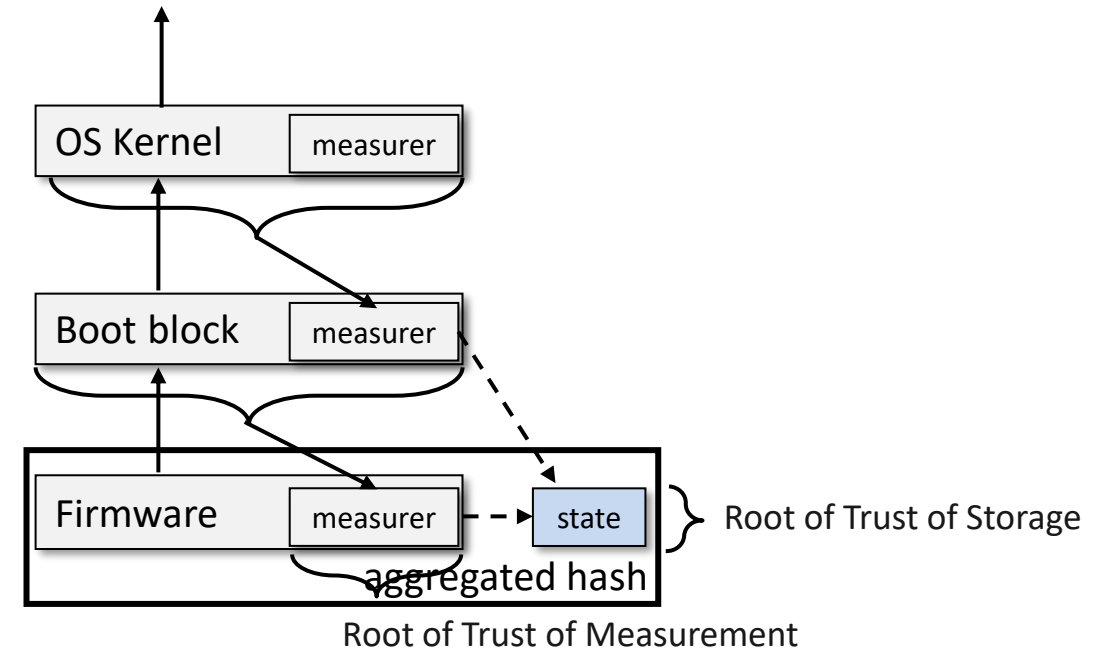 OS Kernel measurer
Boot block measurer
Firmware measurer state Root of Trust of Storage
aggregated hash
Root of Trust of Measurement